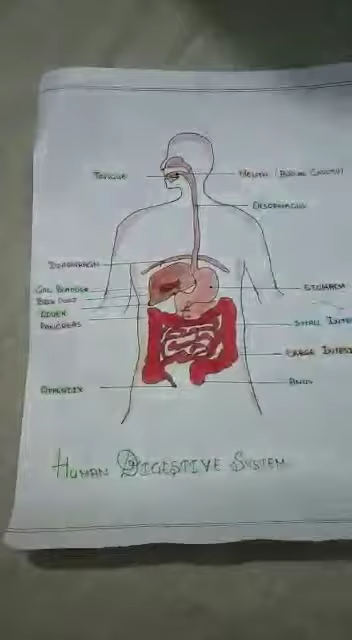 Tongue
Mouth (Buccal Cavity)
Oesophagus
Diaphragm
Gall Bladder
Bile Duct
Liver
Pancreas
Stomach
Small Inte
Large Intes
Appendix
Anus
Human Digestive System